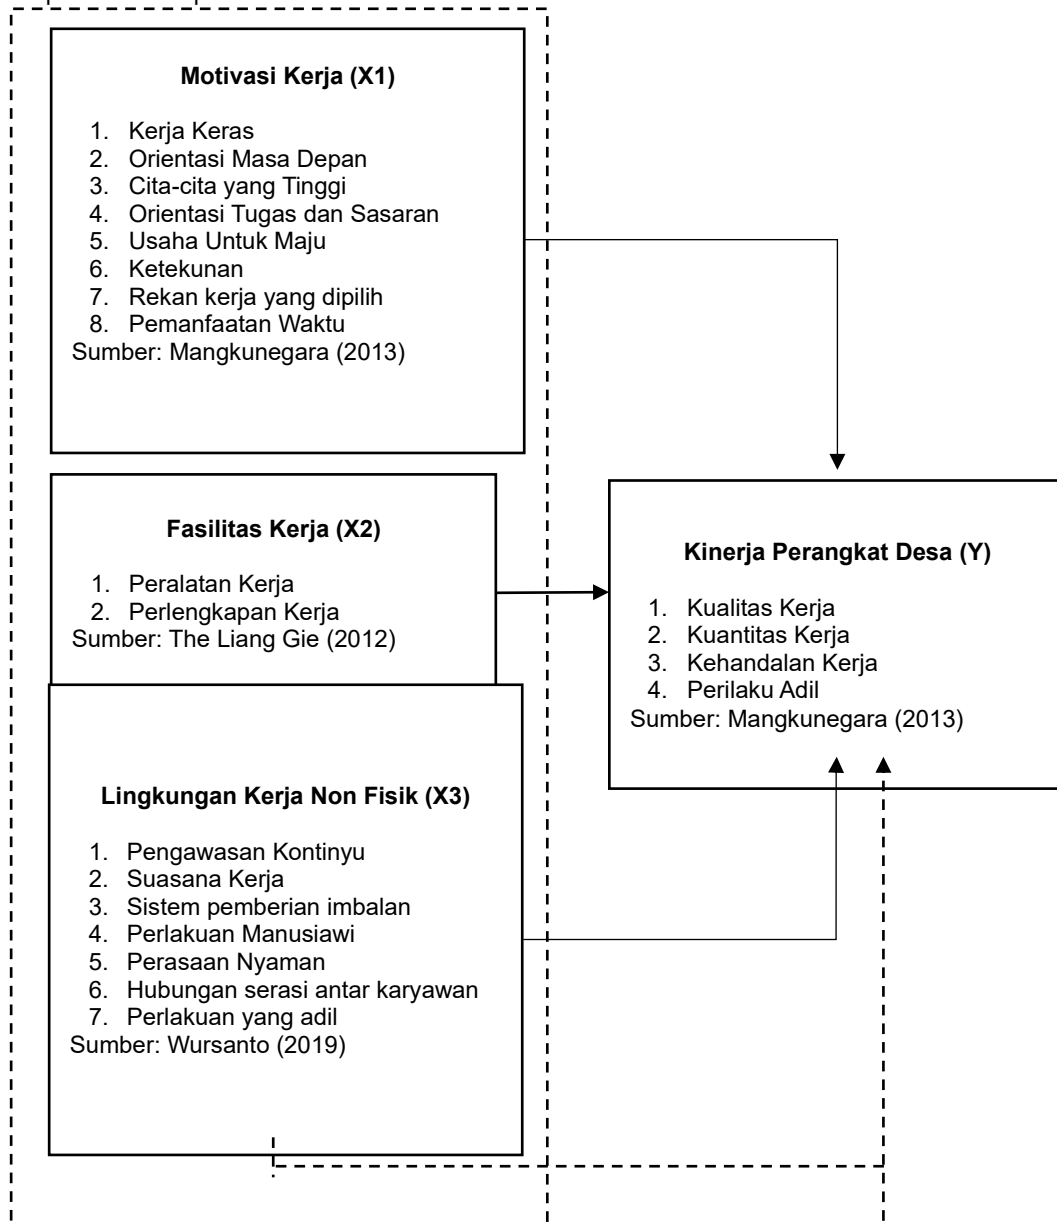 Motivasi Kerja (X1)
1. Kerja Keras
2. Orientasi Masa Depan
3. Cita-cita yang Tinggi
4. Orientasi Tugas dan Sasaran
5. Usaha Untuk Maju
6. Ketekunan
7. Rekan kerja yang dipilih
8. Pemanfaatan Waktu
Sumber: Mangkunegara (2013)
Fasilitas Kerja (X2)
1. Peralatan Kerja
2. Perlengkapan Kerja
Sumber: The Liang Gie (2012)
Kinerja Perangkat Desa (Y)
1. Kualitas Kerja
2. Kuantitas Kerja
3. Kehandalan Kerja
4. Perilaku Adil
Sumber: Mangkunegara (2013)
Lingkungan Kerja Non Fisik (X3)
1. Pengawasan Kontinyu
2. Suasana Kerja
3. Sistem pemberian imbalan
4. Perlakuan Manusiawi
5. Perasaan Nyaman
6. Hubungan serasi antar karyawan
7. Perlakuan yang adil
Sumber: Wursanto (2019)